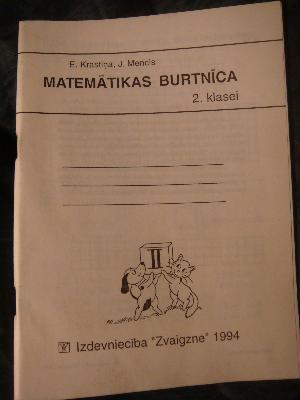 E. Krastiņa, J. Mencis
MATEMĀTIKAS BURTNĪCA
2. klasei
II
Izdevniecība "Zvaigzne" 1994